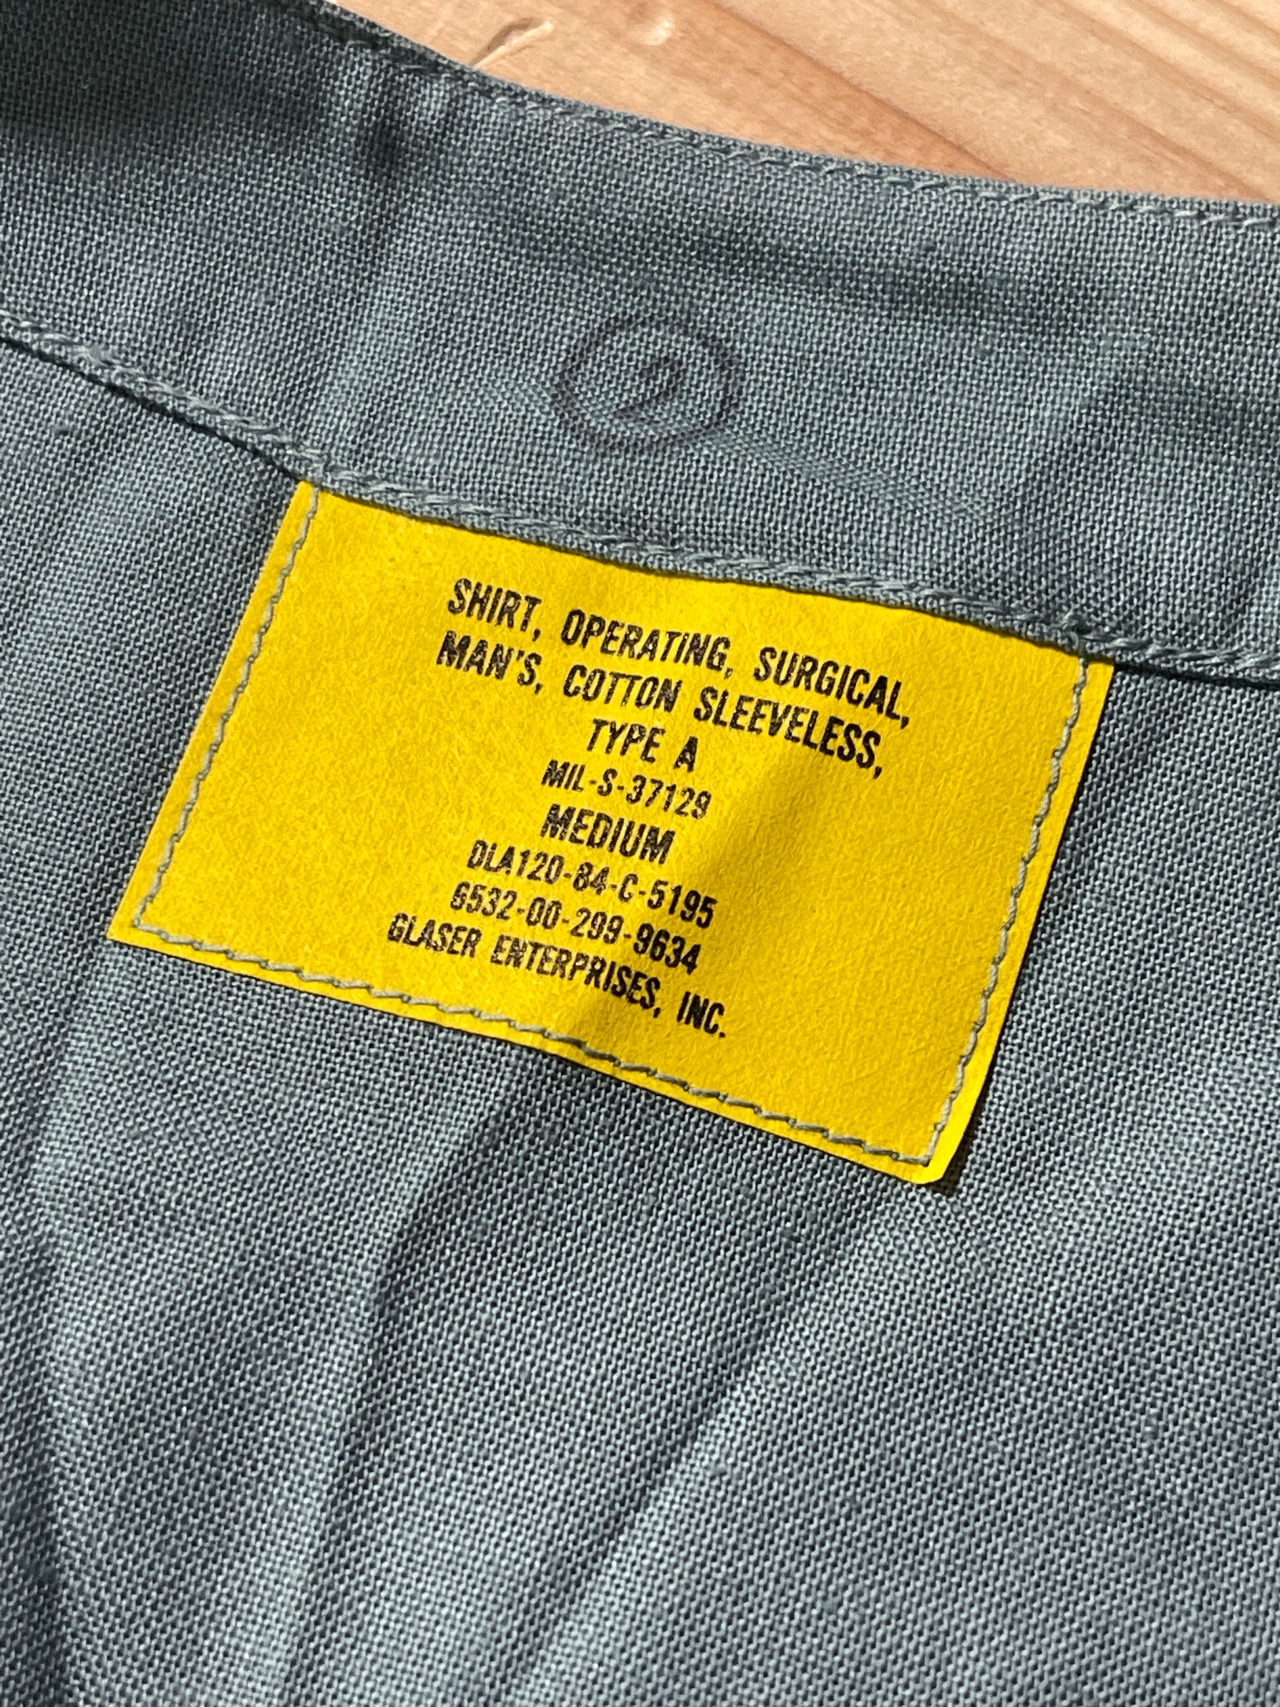 2
SHIRT, OPERATING, SURGICAL,
MAN'S, COTTON SLEEVELESS,
TYPE A
MIL-S-37129
MEDIUM
DLA120-84-C-5195
6532-00-299-9634
GLASER ENTERPRISES, INC.